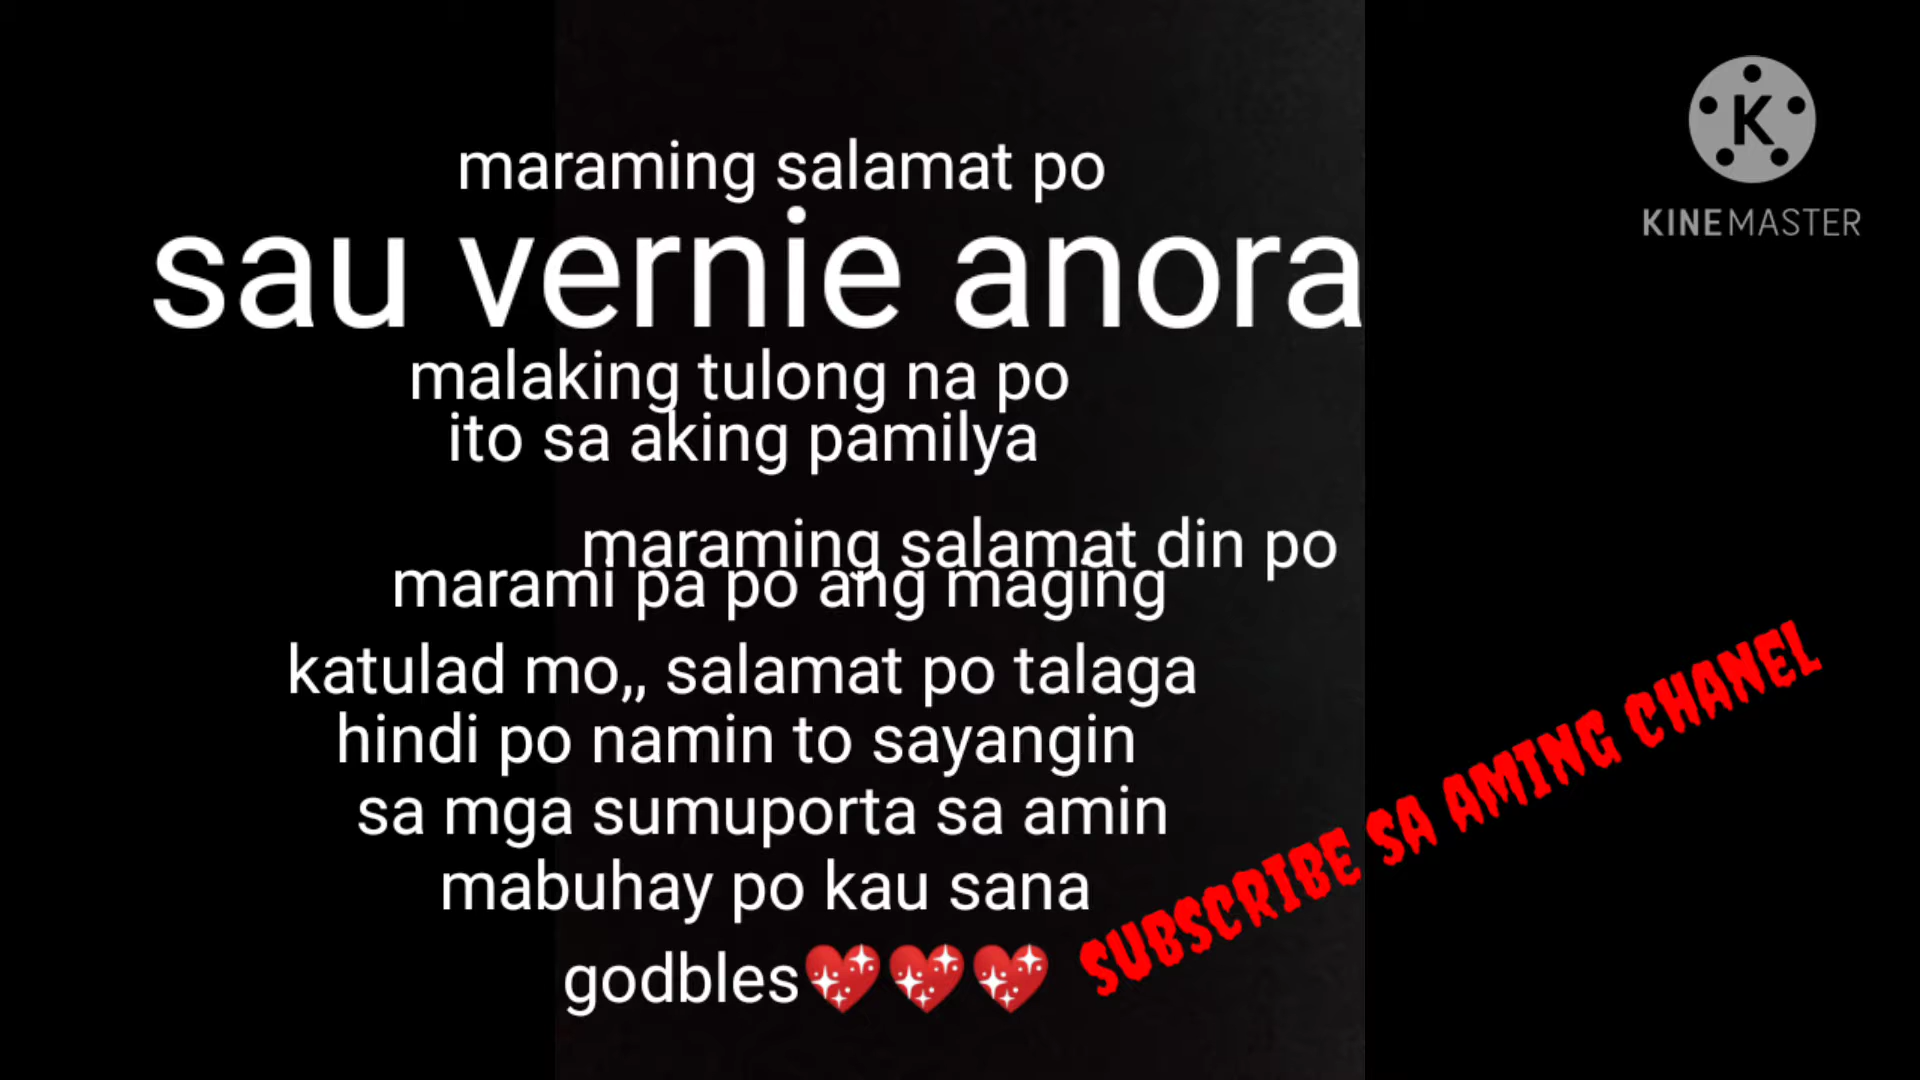 KINEMASTER
maraming salamat po
sau vernie anora
malaking tulong na po
ito sa aking pamilya
maraming salamat din po
marami pa po ang maging
katulad mo,, salamat po talaga
hindi po namin to sayangin
sa mga sumuporta sa amin
mabuhay po kau sana
godbles💖💖💖
SUBSCRIBE SA AMING CHANEL